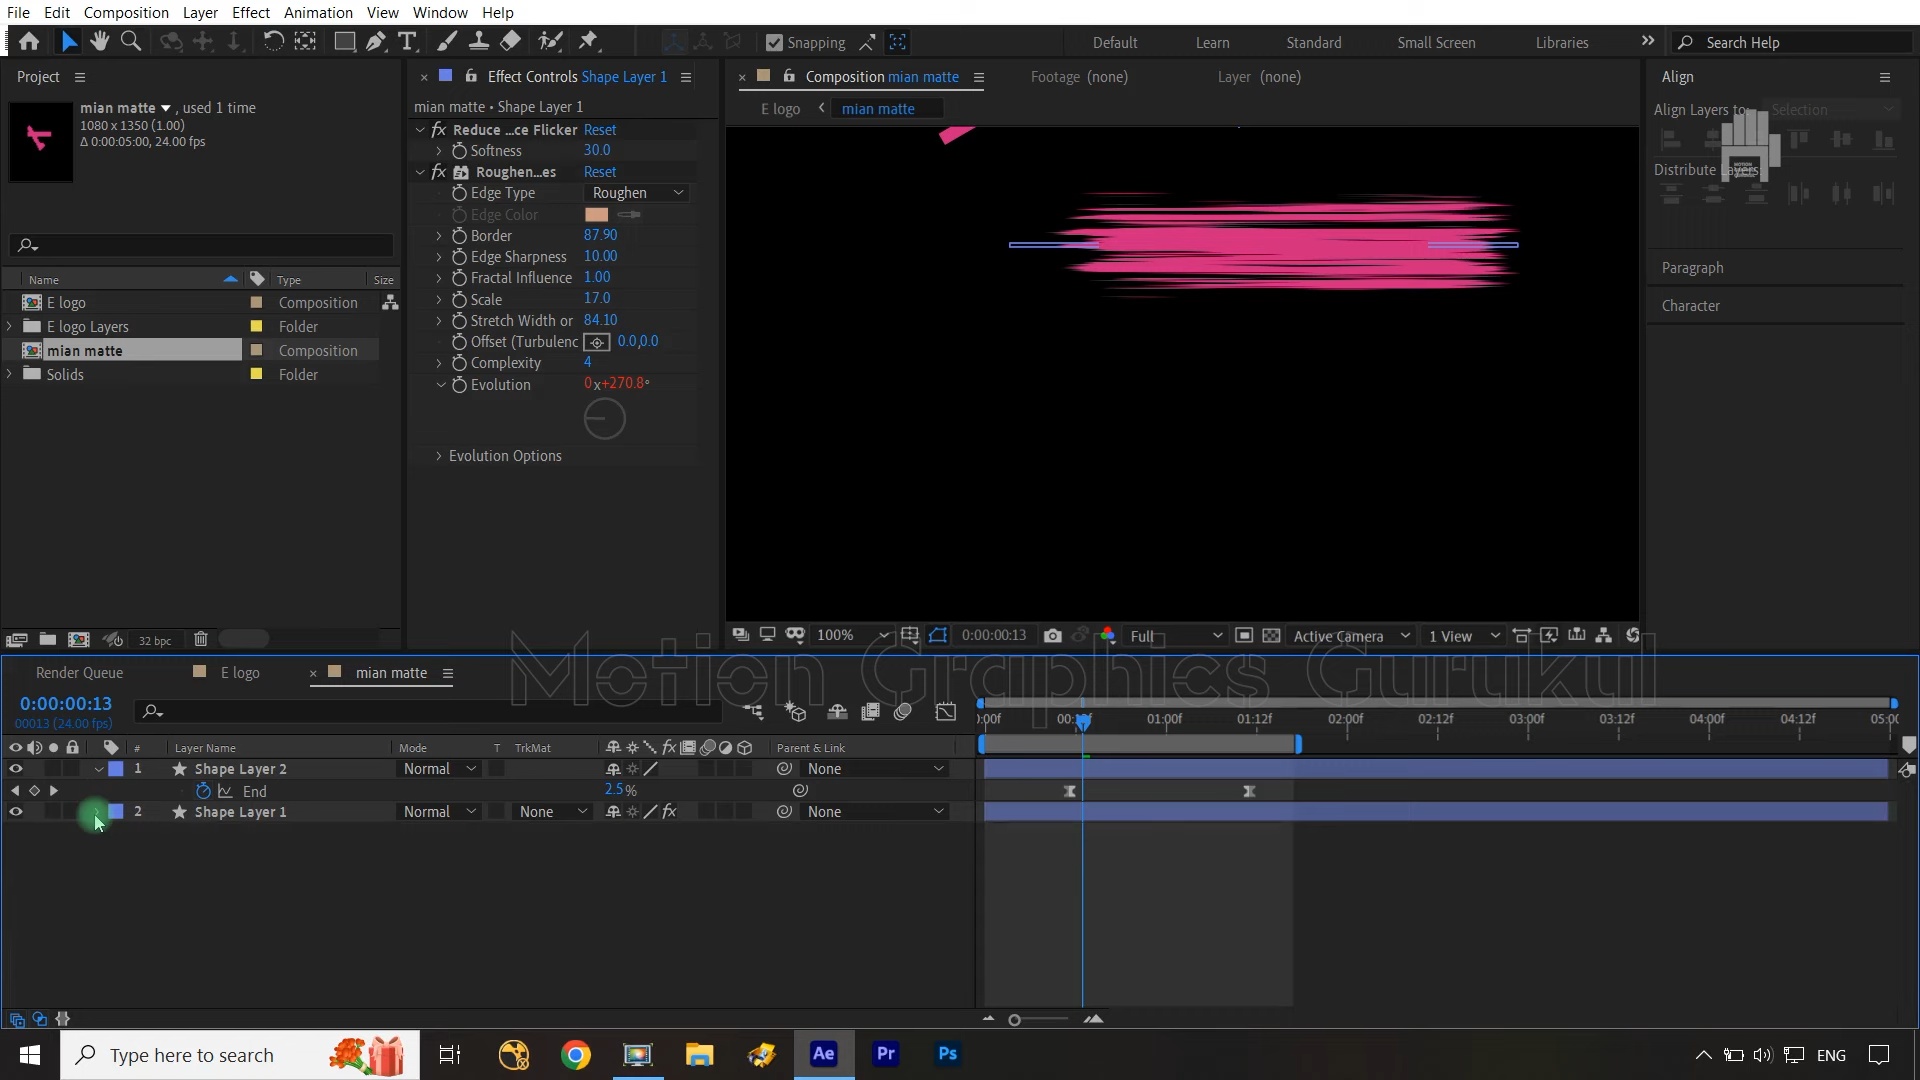 File Edit Composition Layer Effect Animation View Window Help
Snapping Default Learn Standard Small Screen Libraries Search Help
Project
mian matte , used 1 time
1080 x 1350 (1.00)
Δ 0:00:05:00, 24.00 fps
Name Type Size
E logo Composition
E logo Layers Folder
mian matte Composition
Solids Folder
32 bpc
Effect Controls Shape Layer 1
mian matte • Shape Layer 1
fx Reduce ...ce Flicker Reset
Softness 30.0
fx Roughen...es Reset
Edge Type Roughen
Edge Color
Border 87.90
Edge Sharpness 10.00
Fractal Influence 1.00
Scale 17.0
Stretch Width or 84.10
Offset (Turbulenc 0.0,0.0
Complexity 4
Evolution 0x+270.8°
Evolution Options
Composition mian matte Footage (none) Layer (none)
E logo mian matte
100% 0:00:00:13 Full Active Camera 1 View
Align
Align Layers to: Selection
Distribute Layers
Paragraph
Character
Motion Graphics Gurukul
Render Queue E logo mian matte
0:00:00:13
00013 (24.00 fps)
# Layer Name Mode T TrkMat fx Parent & Link
1 Shape Layer 2 Normal None
End 2.5%
2 Shape Layer 1 Normal None fx None
):00f 01:00f 01:12f 02:00f 02:12f 03:00f 03:12f 04:00f 04:12f
Type here to search Ae Pr Ps ENG